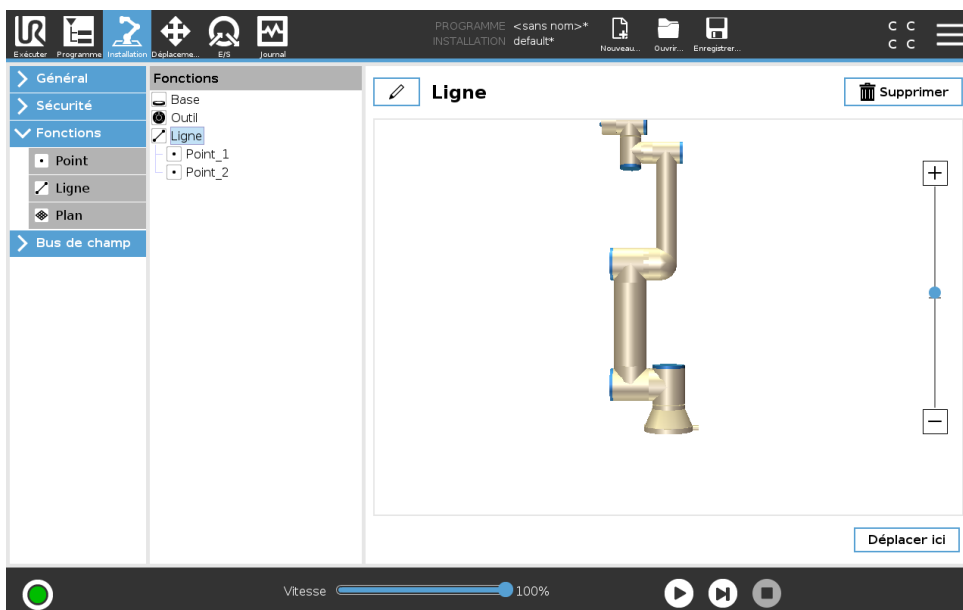 UR
Exécuter
Programme
Installation
Déplaceme...
E/S
Journal
PROGRAMME <sans nom>*
INSTALLATION default*
Nouveau...
Ouvrir...
Enregistrer...
C C
C C
Général
Sécurité
Fonctions
Point
Ligne
Plan
Bus de champ
Fonctions
Base
Outil
Ligne
Point_1
Point_2
Ligne
Supprimer
Déplacer ici
Vitesse
100%